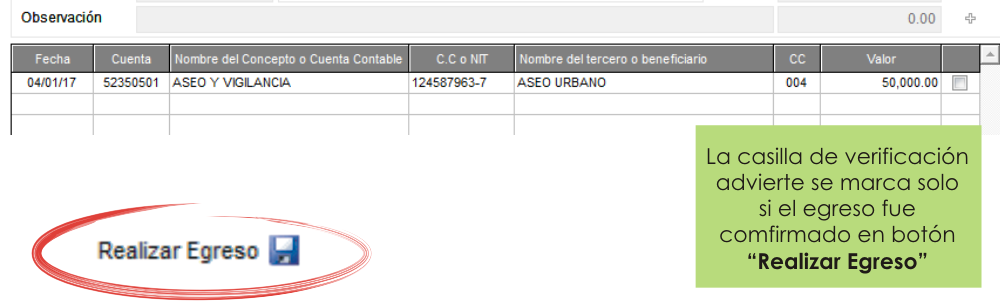 Observación 0.00
Fecha Cuenta Nombre del Concepto o Cuenta Contable C.C o NIT Nombre del tercero o beneficiario CC Valor
04/01/17 52350501 ASEO Y VIGILANCIA 124587963-7 ASEO URBANO 004 50,000.00
La casilla de verificación
advierte se marca solo
si el egreso fue
comfirmado en botón
“Realizar Egreso”
Realizar Egreso